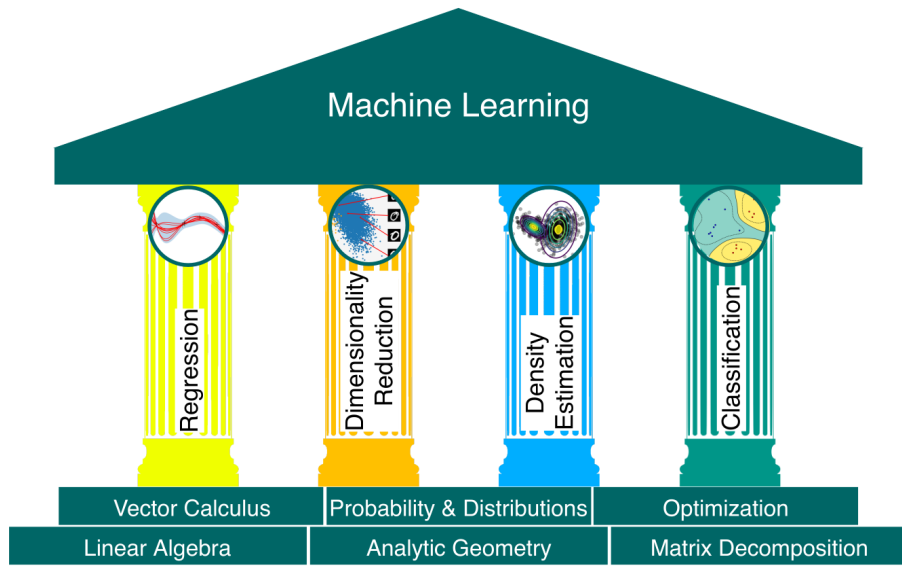 Machine Learning
Regression
Dimensionality
Reduction
Density
Estimation
Classification
Vector Calculus
Probability & Distributions
Optimization
Linear Algebra
Analytic Geometry
Matrix Decomposition